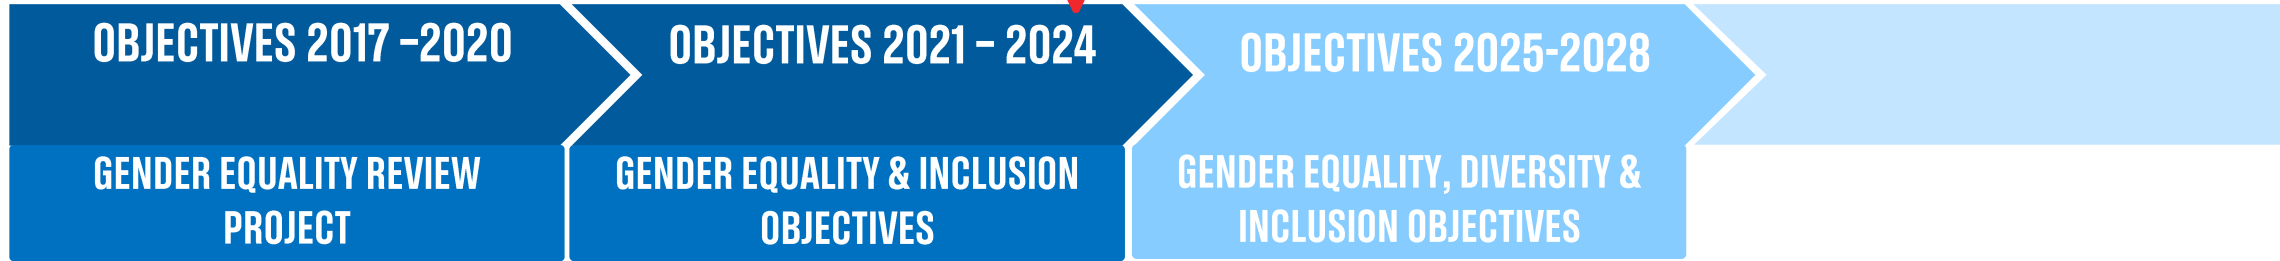 OBJECTIVES 2017 –2020
OBJECTIVES 2021 – 2024
OBJECTIVES 2025-2028
GENDER EQUALITY REVIEW
PROJECT
GENDER EQUALITY & INCLUSION
OBJECTIVES
GENDER EQUALITY, DIVERSITY &
INCLUSION OBJECTIVES